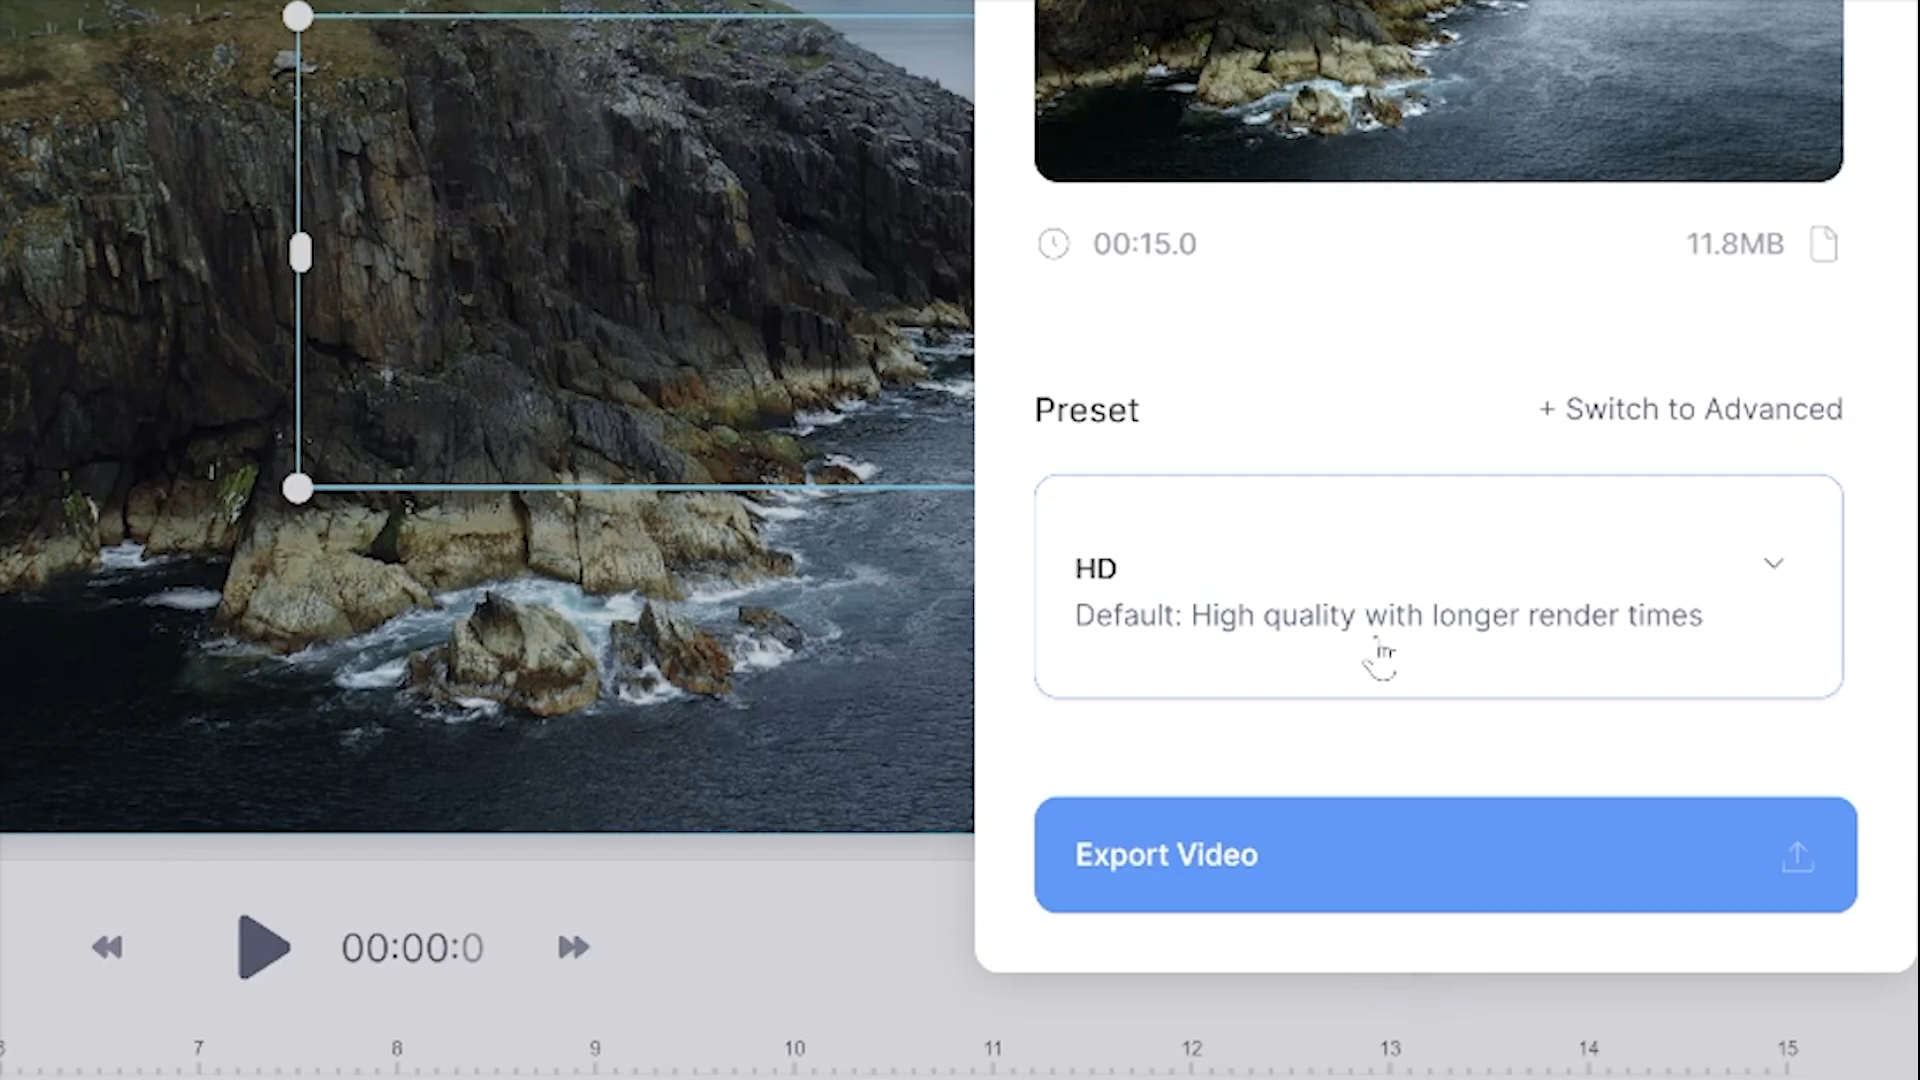 00:15.0
11.8MB
Preset
+ Switch to Advanced
HD
Default: High quality with longer render times
Export Video
00:00:0
7 8 9 10 11 12 13 14 15